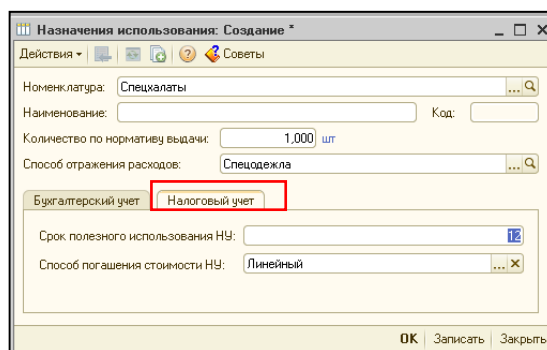 Назначения использования: Создание *
Действия Советы
Номенклатура: Спецхалаты ...
Наименование: Код:
Количество по нормативу выдачи: 1,000 шт
Способ отражения расходов: Спецодежла ...
Бухгалтерский учет Налоговый учет
Срок полезного использования НУ: 12
Способ погашения стоимости НУ: Линейный ... ×
OK Записать Закрыть